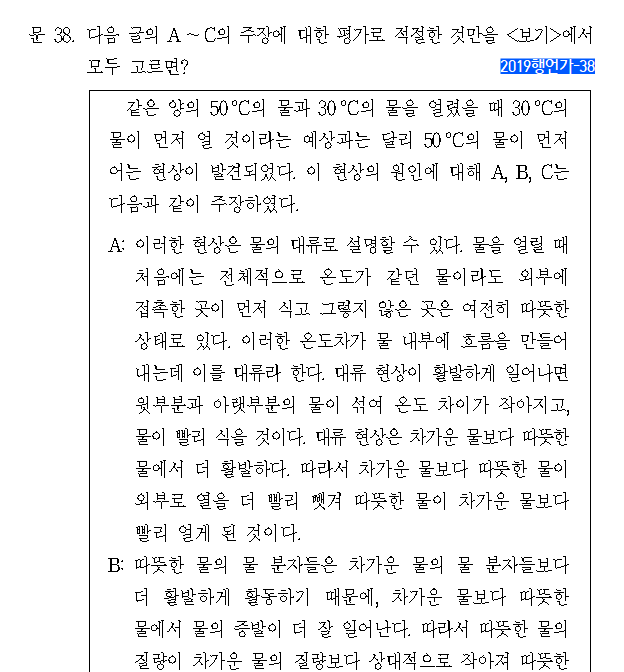 문 38. 다음 글의 A ~ C의 주장에 대한 평가로 적절한 것만을 <보기>에서
모두 고르면?
2019행언가-38
같은 양의 50 ℃의 물과 30 ℃의 물을 얼렸을 때 30 ℃의
물이 먼저 얼 것이라는 예상과는 달리 50 ℃의 물이 먼저
어는 현상이 발견되었다. 이 현상의 원인에 대해 A, B, C는
다음과 같이 주장하였다.
A: 이러한 현상은 물의 대류로 설명할 수 있다. 물을 얼릴 때
처음에는 전체적으로 온도가 같던 물이라도 외부에
접촉한 곳이 먼저 식고 그렇지 않은 곳은 여전히 따뜻한
상태로 있다. 이러한 온도차가 물 내부에 흐름을 만들어
내는데 이를 대류라 한다. 대류 현상이 활발하게 일어나면
윗부분과 아랫부분의 물이 섞여 온도 차이가 작아지고,
물이 빨리 식을 것이다. 대류 현상은 차가운 물보다 따뜻한
물에서 더 활발하다. 따라서 차가운 물보다 따뜻한 물이
외부로 열을 더 빨리 뺏겨 따뜻한 물이 차가운 물보다
빨리 얼게 된 것이다.
B: 따뜻한 물의 물 분자들은 차가운 물의 물 분자들보다
더 활발하게 활동하기 때문에, 차가운 물보다 따뜻한
물에서 물의 증발이 더 잘 일어난다. 따라서 따뜻한 물의
질량이 차가운 물의 질량보다 상대적으로 작아져 따뜻한